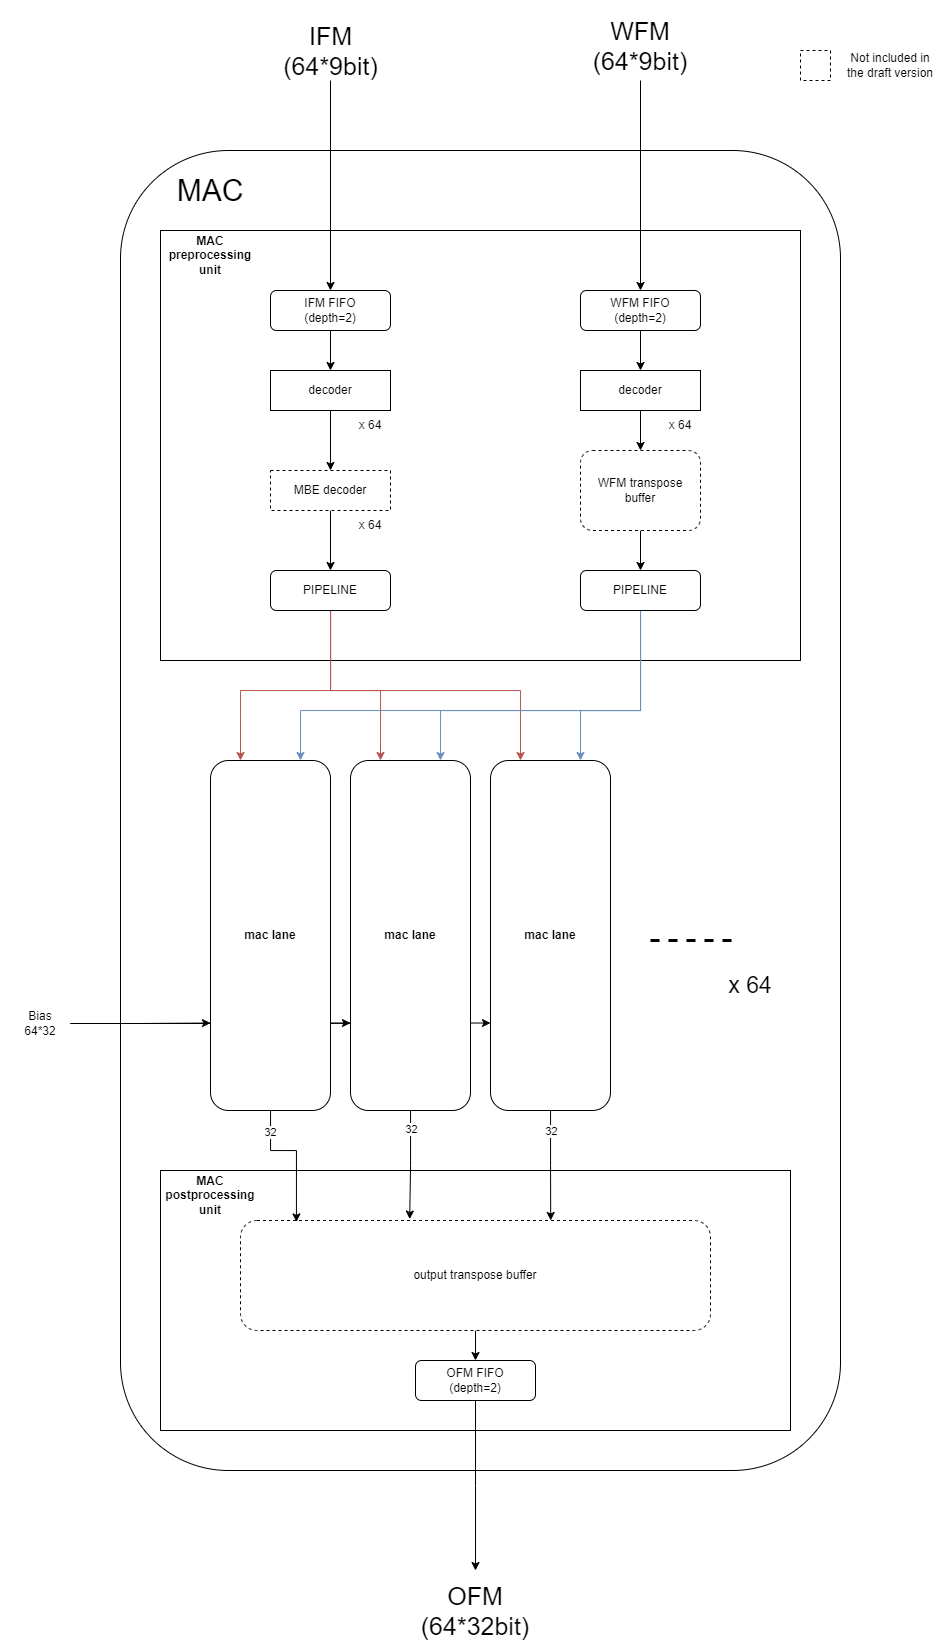 IFM
(64*9bit)
WFM
(64*9bit)
Not included in
the draft version
MAC
MAC
preprocessing
unit
IFM FIFO
(depth=2)
WFM FIFO
(depth=2)
decoder
decoder
x 64
x 64
MBE decoder
WFM transpose
buffer
x 64
PIPELINE
PIPELINE
mac lane
mac lane
mac lane
x 64
Bias
64*32
32
32
32
MAC
postprocessing
unit
output transpose buffer
OFM FIFO
(depth=2)
OFM
(64*32bit)